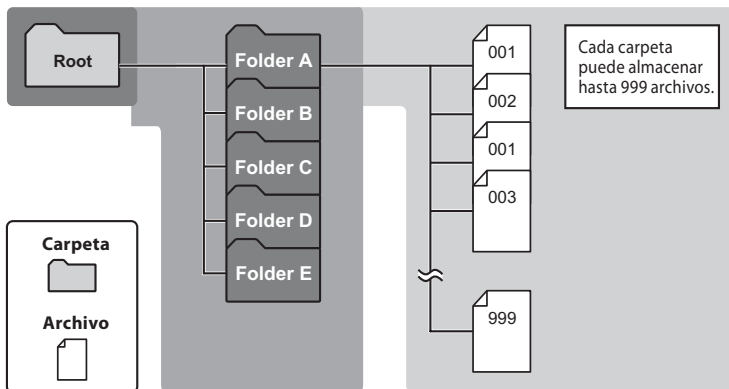 Root
Folder A
Folder B
Folder C
Folder D
Folder E
001
002
001
003
999
Cada carpeta
puede almacenar
hasta 999 archivos.
Carpeta
Archivo